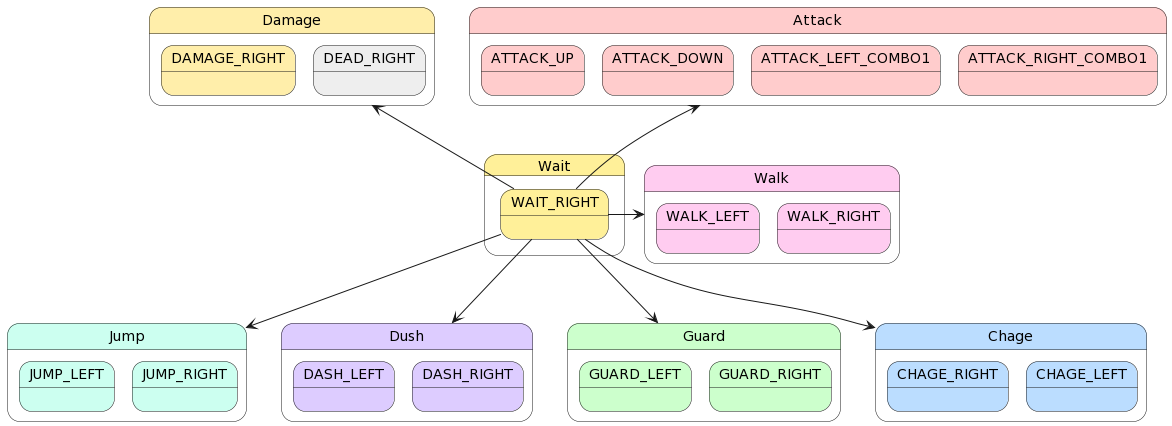 Damage
DAMAGE_RIGHT
DEAD_RIGHT
Attack
ATTACK_UP
ATTACK_DOWN
ATTACK_LEFT_COMBO1
ATTACK_RIGHT_COMBO1
Wait
WAIT_RIGHT
Walk
WALK_LEFT
WALK_RIGHT
Jump
JUMP_LEFT
JUMP_RIGHT
Dush
DASH_LEFT
DASH_RIGHT
Guard
GUARD_LEFT
GUARD_RIGHT
Chage
CHAGE_RIGHT
CHAGE_LEFT